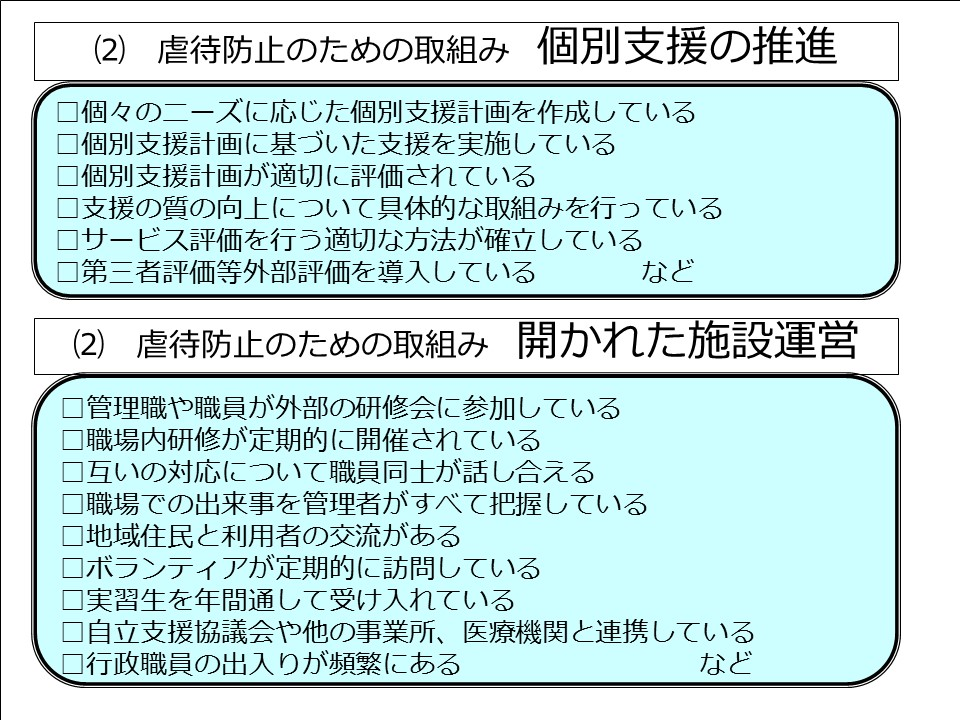 ⑵　虐待防止のための取組み　個別支援の推進
□個々のニーズに応じた個別支援計画を作成している
□個別支援計画に基づいた支援を実施している
□個別支援計画が適切に評価されている
□支援の質の向上について具体的な取組みを行っている
□サービス評価を行う適切な方法が確立している
□第三者評価等外部評価を導入している　　　　など
⑵　虐待防止のための取組み　開かれた施設運営
□管理職や職員が外部の研修会に参加している
□職場内研修が定期的に開催されている
□互いの対応について職員同士が話し合える
□職場での出来事を管理者がすべて把握している
□地域住民と利用者の交流がある
□ボランティアが定期的に訪問している
□実習生を年間通して受け入れている
□自立支援協議会や他の事業所、医療機関と連携している
□行政職員の出入りが頻繁にある　　　　　　　　　など